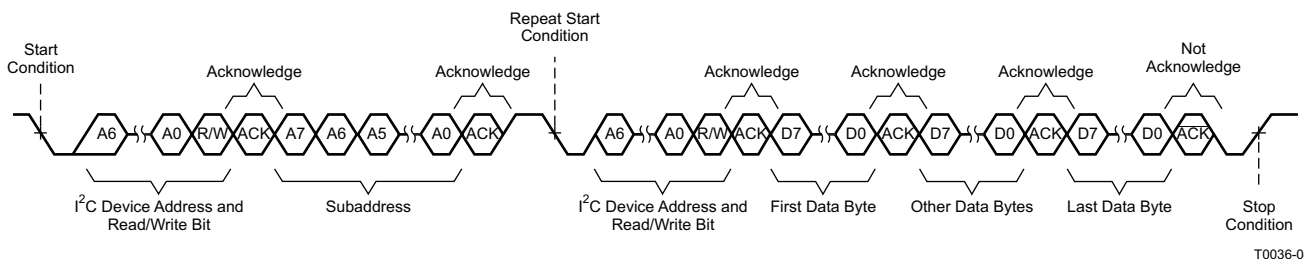 Repeat Start
Condition
Start
Condition
Not
Acknowledge
Acknowledge
Acknowledge
Acknowledge
Acknowledge
Acknowledge
A6 A0 R/W ACK A7 A6 A5 A0 ACK A6 A0 R/W ACK D7 D0 ACK D7 D0 ACK D7 D0 ACK
I²C Device Address and
Read/Write Bit
Subaddress
I²C Device Address and
Read/Write Bit
First Data Byte
Other Data Bytes
Last Data Byte
Stop
Condition
T0036-0